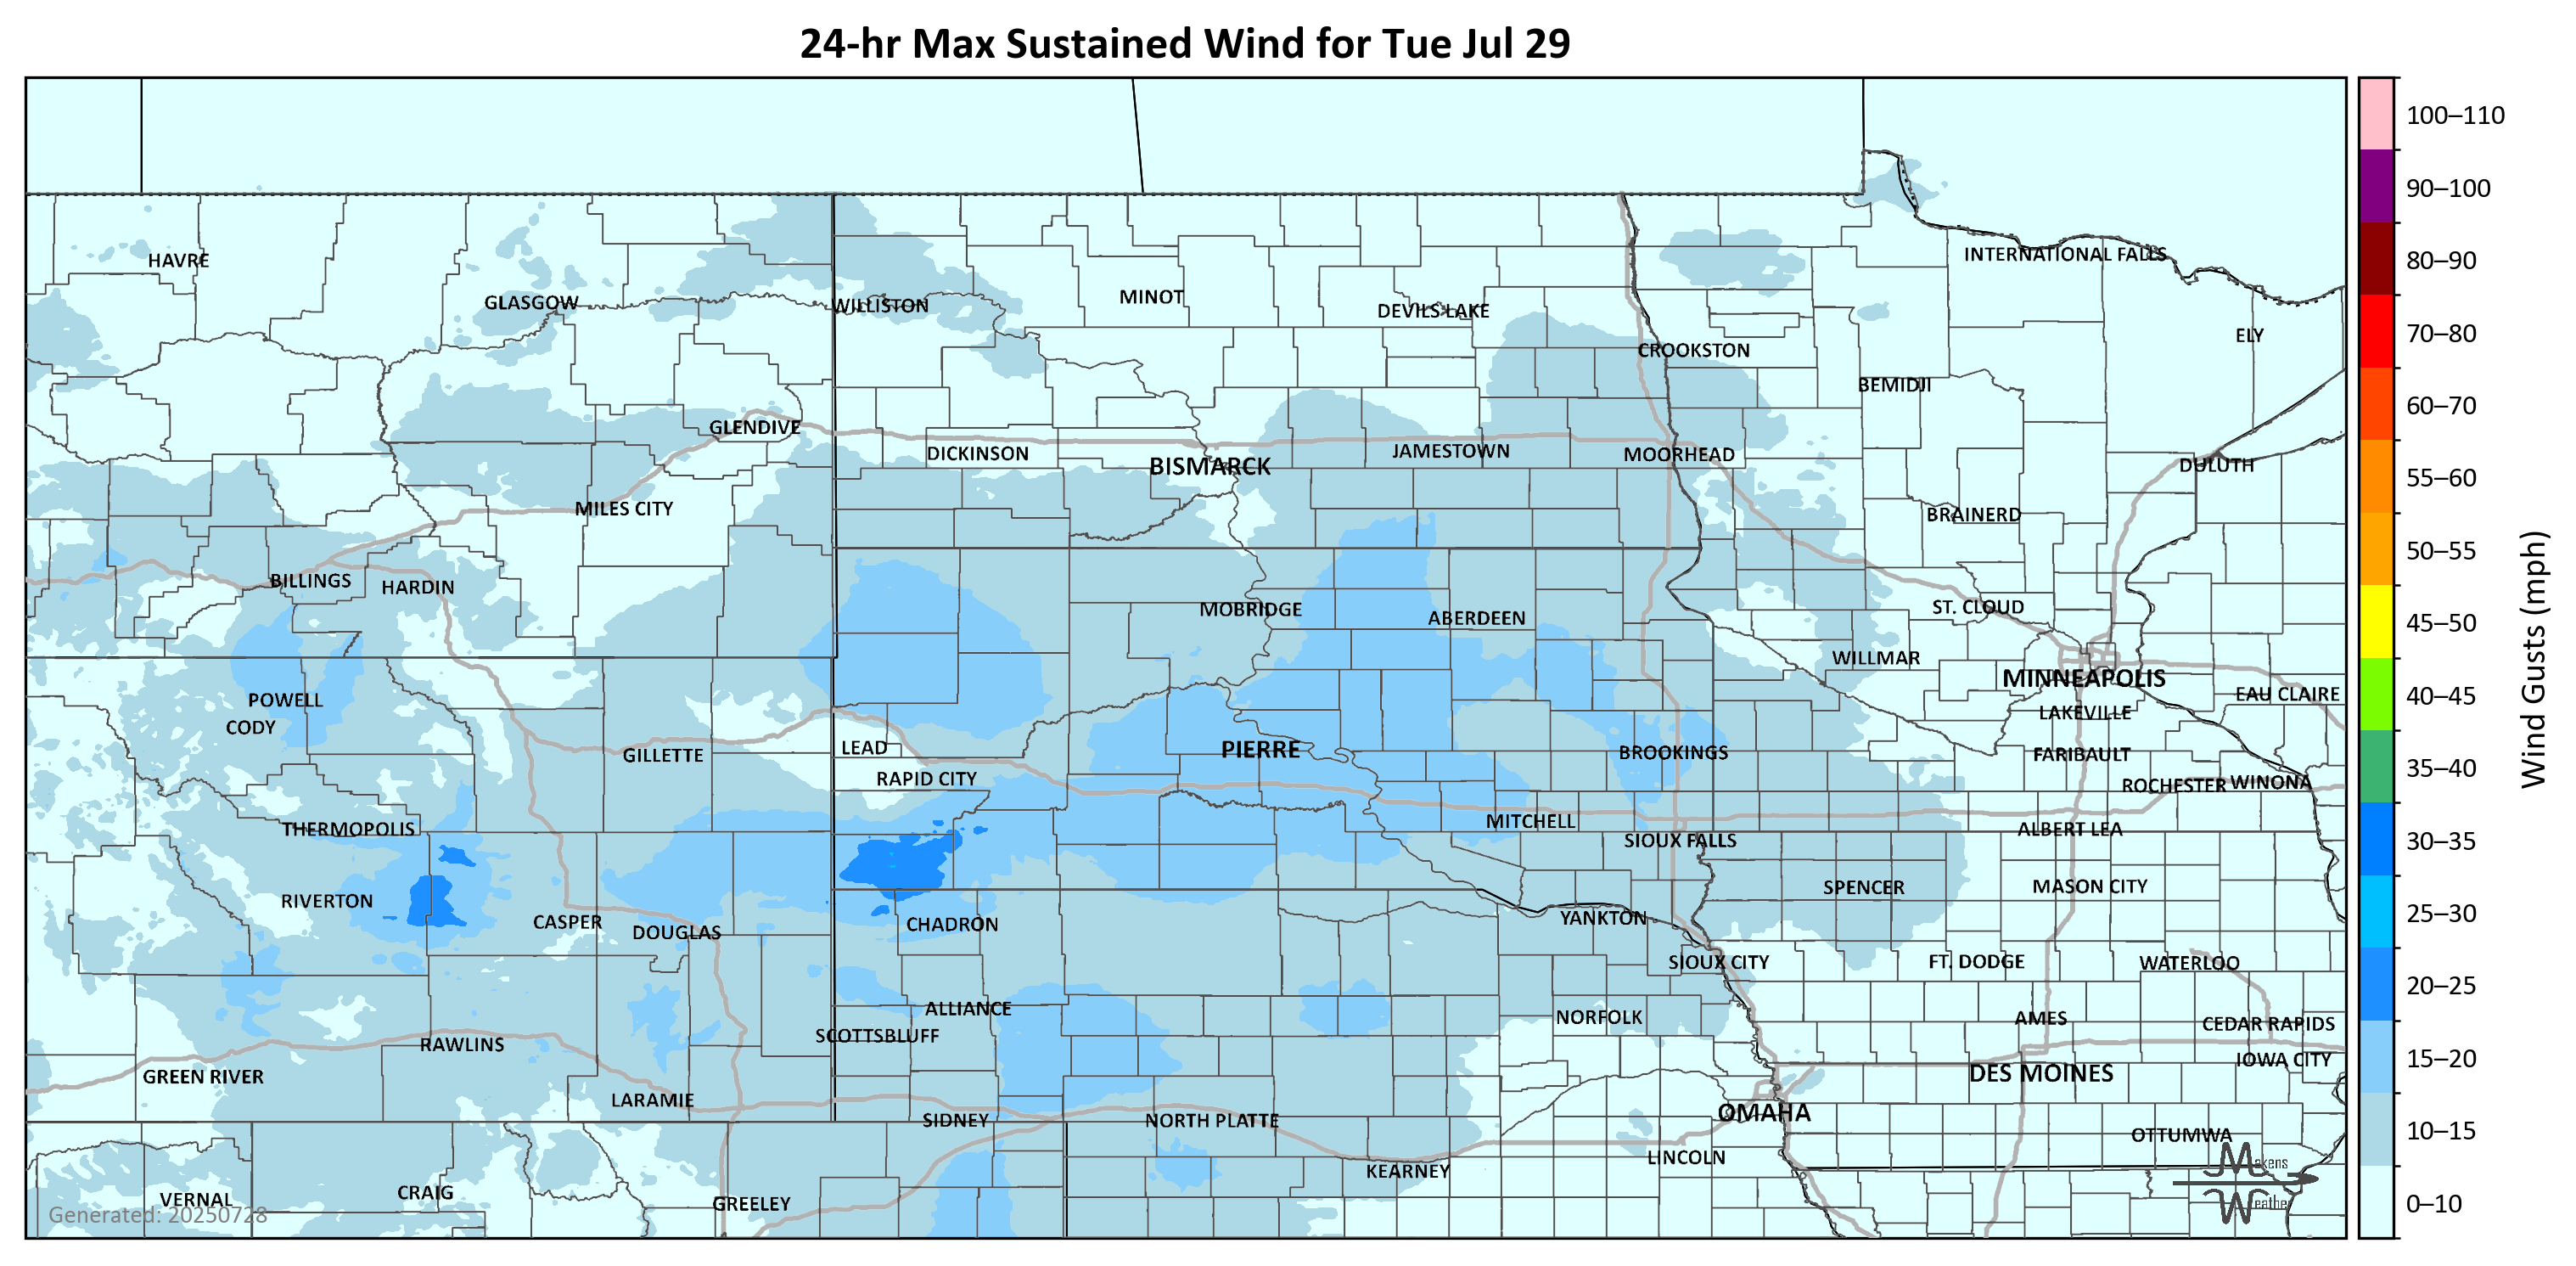 24-hr Max Sustained Wind for Tue Jul 29
100–110
90–100
80–90
70–80
60–70
55–60
50–55
45–50
40–45
35–40
30–35
25–30
20–25
15–20
10–15
0–10
Wind Gusts (mph)
HAVRE
GLASGOW
WILLISTON
MINOT
DEVILS LAKE
INTERNATIONAL FALLS
CROOKSTON
ELY
BEMIDJI
GLENDIVE
DICKINSON
BISMARCK
JAMESTOWN
MOORHEAD
DULUTH
MILES CITY
BRAINERD
BILLINGS
HARDIN
MOBRIDGE
ABERDEEN
ST. CLOUD
WILLMAR
MINNEAPOLIS
POWELL
EAU CLAIRE
CODY
LAKEVILLE
GILLETTE
LEAD
PIERRE
BROOKINGS
FARIBAULT
RAPID CITY
ROCHESTER
WINONA
THERMOPOLIS
MITCHELL
ALBERT LEA
SIOUX FALLS
RIVERTON
SPENCER
MASON CITY
CASPER
DOUGLAS
CHADRON
YANKTON
SIOUX CITY
FT. DODGE
WATERLOO
ALLIANCE
NORFOLK
AMES
CEDAR RAPIDS
SCOTTSBLUFF
RAWLINS
IOWA CITY
GREEN RIVER
DES MOINES
LARAMIE
SIDNEY
NORTH PLATTE
OMAHA
OTTUMWA
LINCOLN
KEARNEY
VERNAL
CRAIG
GREELEY
Generated: 20250728
Makens
Weather